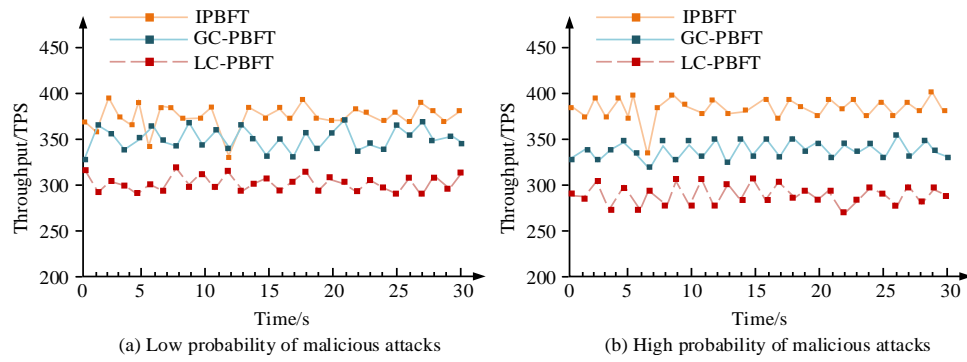 IPBFT
GC-PBFT
LC-PBFT
450
400
350
300
250
200
0 5 10 15 20 25 30
Throughput/TPS
Time/s
(a) Low probability of malicious attacks
IPBFT
GC-PBFT
LC-PBFT
450
400
350
300
250
200
0 5 10 15 20 25 30
Throughput/TPS
Time/s
(b) High probability of malicious attacks